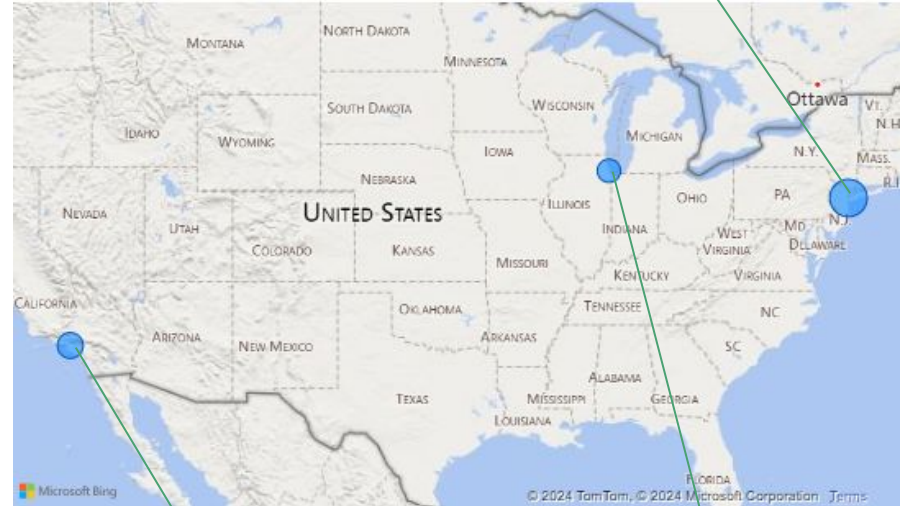 NORTH DAKOTA
MONTANA
MINNESOTA
Ottawa
VT.
SOUTH DAKOTA
WISCONSIN
N.H
IDAHO
WYOMING
MICHIGAN
IOWA
N.Y.
MASS.
NEBRASKA
R.I
OHIO
PA
ILLINOIS
NEVADA
UNITED STATES
N.J.
UTAH
INDIANA
MD
WEST
VIRGINIA
DELAWARE
COLORADO
KANSAS
MISSOURI
KENTUCKY
VIRGINIA
CALIFORNIA
OKLAHOMA
TENNESSEE
NC
ARIZONA
NEW MEXICO
ARKANSAS
SC
ALABAMA
TEXAS
MISSISSIPPI
GEORGIA
LOUISIANA
FLORIDA
Microsoft Bing
© 2024 TomTom, © 2024 Microsoft Corporation Terms